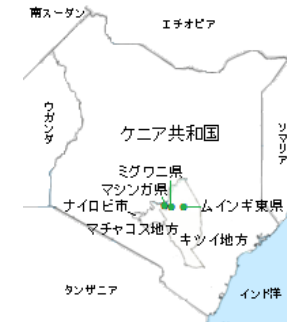 南スーダン
エチオピア
ウガンダ
ソマリア
ケニア共和国
ミグワニ県
マシンガ県
ナイロビ市
ムインギ東県
マチャコス地方
キツイ地方
タンザニア
インド洋